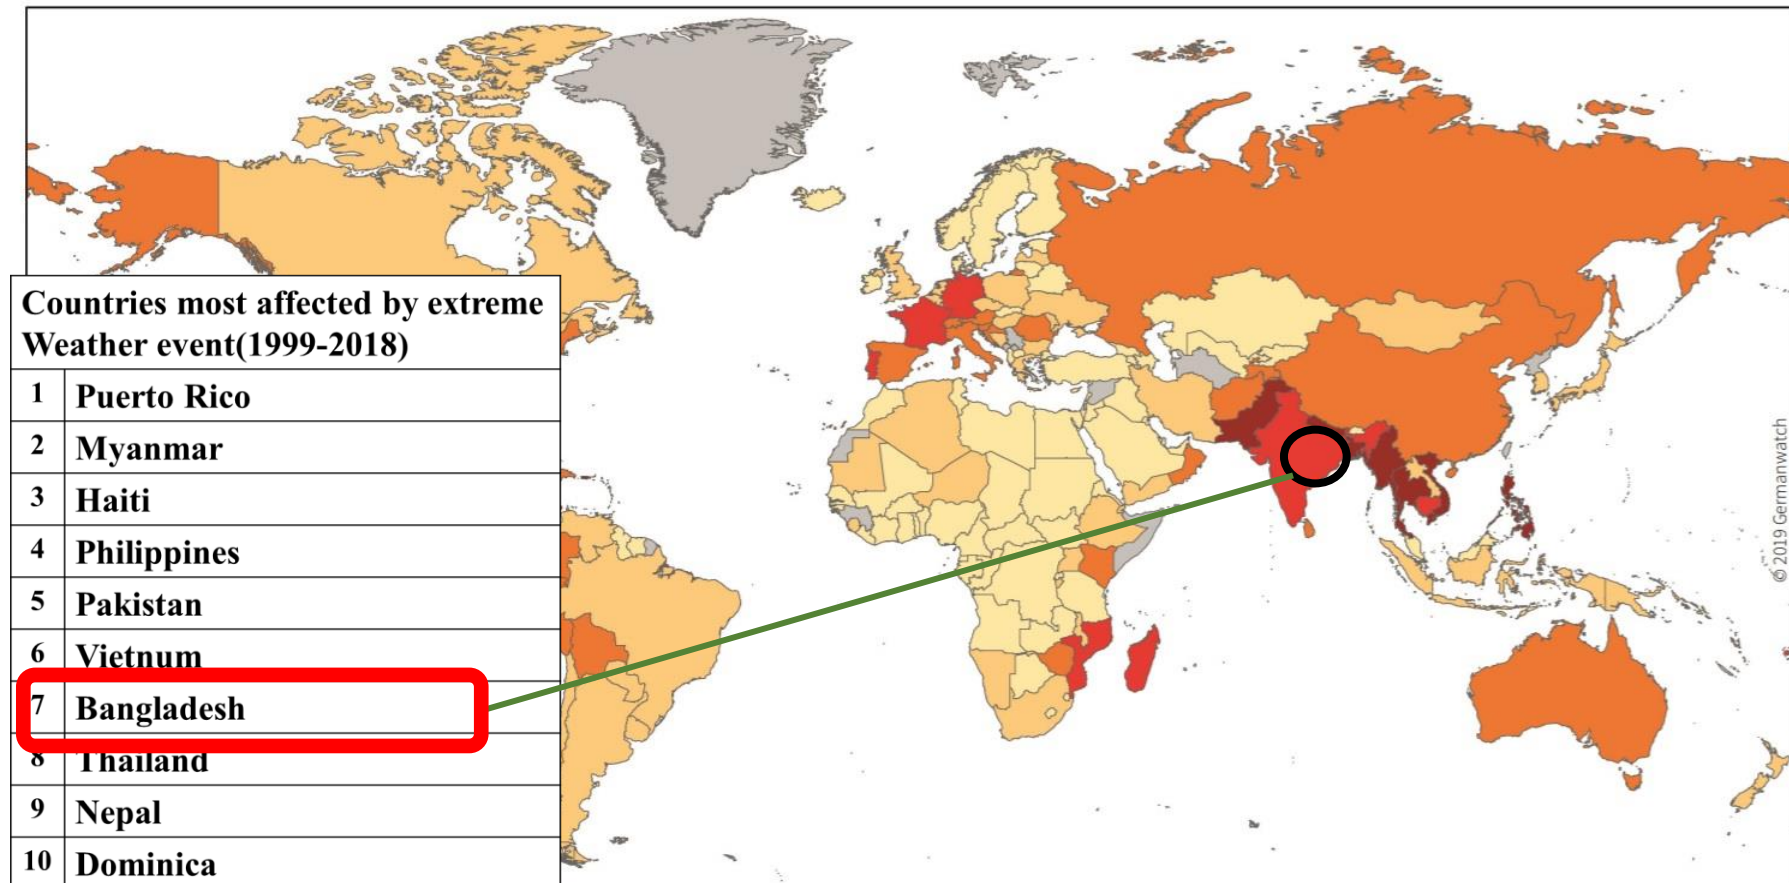 Countries most affected by extreme
Weather event(1999-2018)
1 Puerto Rico
2 Myanmar
3 Haiti
4 Philippines
5 Pakistan
6 Vietnum
7 Bangladesh
8 Thailand
9 Nepal
10 Dominica
© 2019 Germanwatch